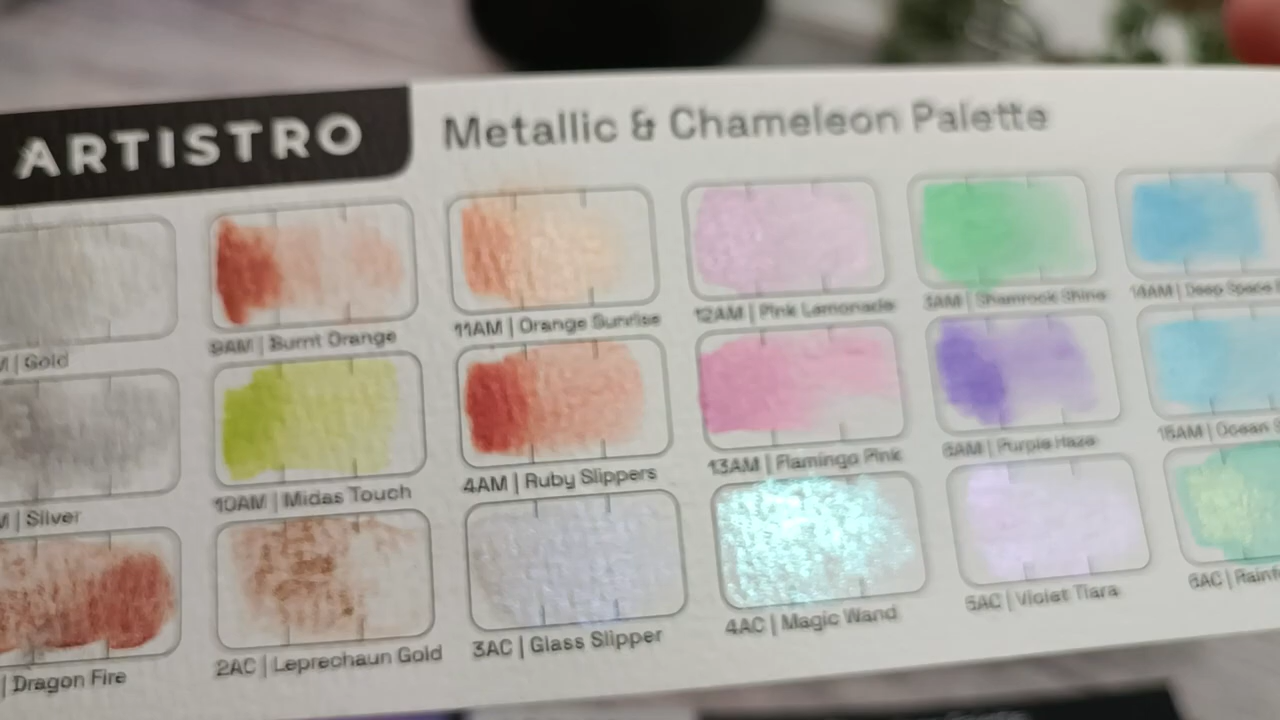 ARTISTRO
Metallic & Chameleon Palette
| Gold
9AM | Burnt Orange
11AM | Orange Sunrise
12AM | Pink Lemonade
3AM | Shamrock Shine
14AM | Deep Space
| Silver
10AM | Midas Touch
4AM | Ruby Slippers
13AM | Flamingo Pink
6AM | Purple Haze
15AM | Ocean
| Dragon Fire
2AC | Leprechaun Gold
3AC | Glass Slipper
4AC | Magic Wand
5AC | Violet Tiara
6AC |